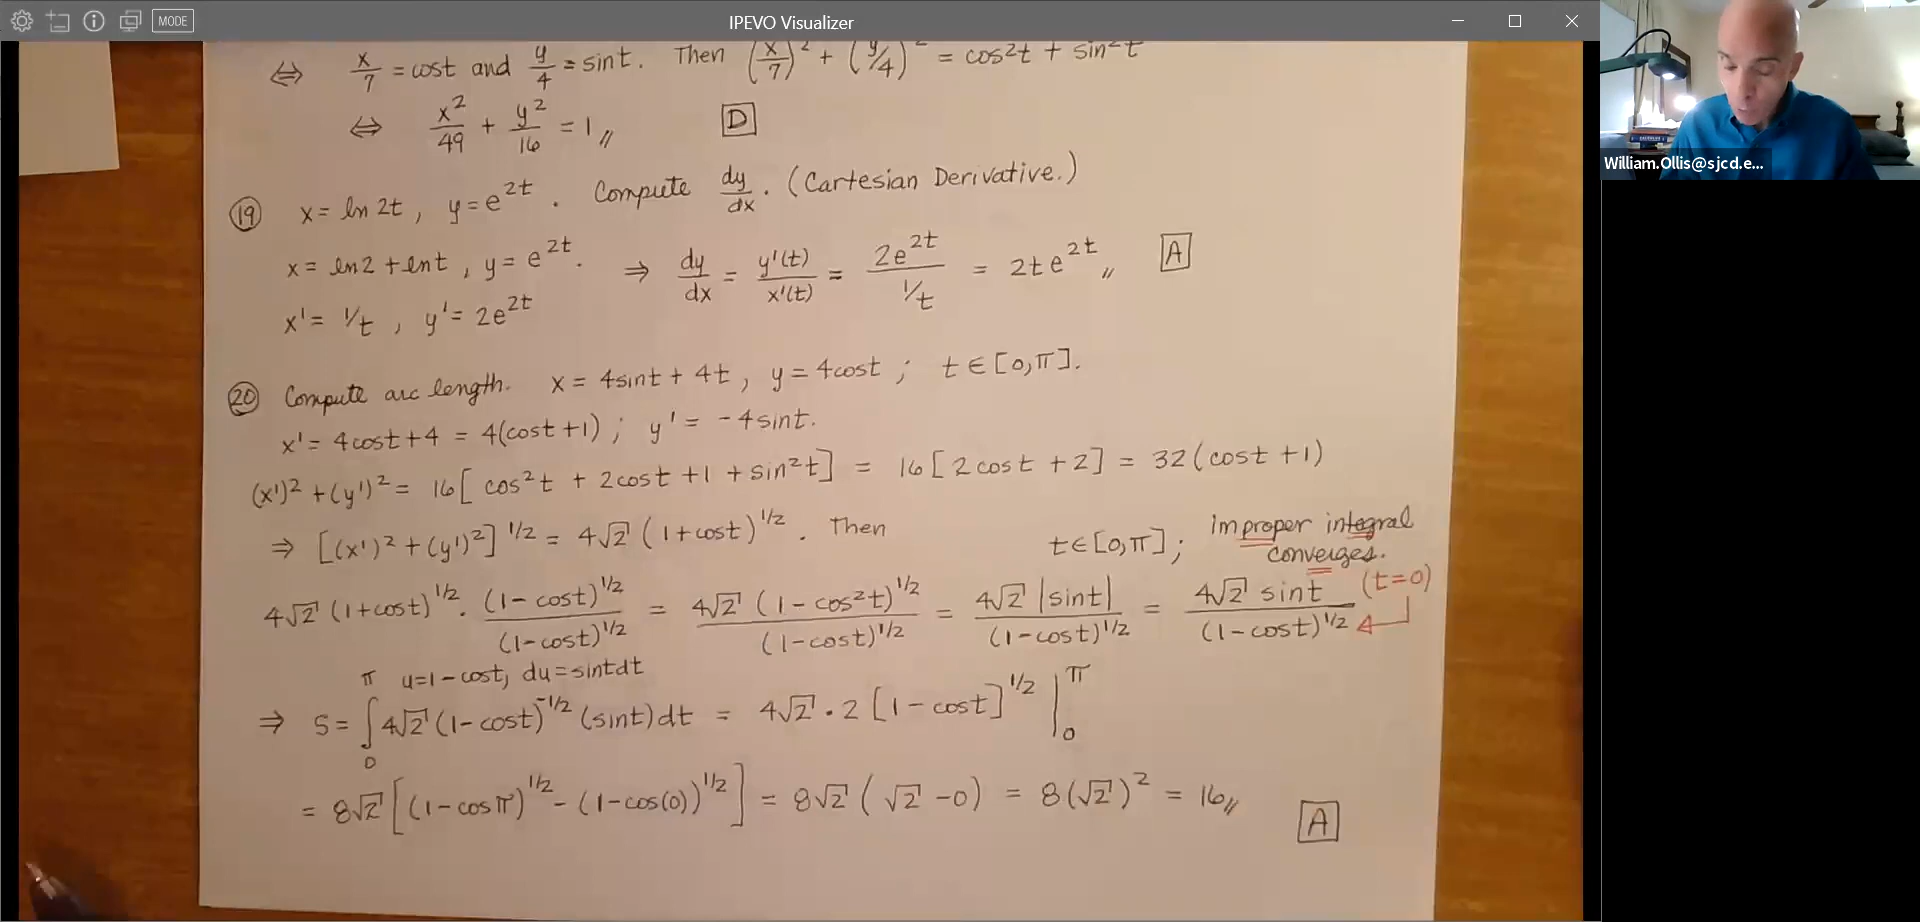 MODE
IPEVO Visualizer
William.Ollis@sjcd.e...
⇔ x/7 = cost and y/4 = sint. Then (x/7)² + (y/4)² = cos²t + sin²t
⇔ x²/49 + y²/16 = 1 // D
(19) x = ln 2t , y = e^2t . Compute dy/dx. (Cartesian Derivative.)
x = ln2 + lnt , y = e^2t. ⇒ dy/dx = y'(t)/x'(t) = 2e^2t / 1/t = 2te^2t // A
x' = 1/t , y' = 2e^2t
(20) Compute arc length. x = 4sint + 4t , y = 4cost ; t ∈ [0,π].
x' = 4cost + 4 = 4(cost+1) ; y' = -4sint.
(x')² + (y')² = 16[ cos²t + 2cost + 1 + sin²t ] = 16[ 2cost + 2 ] = 32(cost + 1)
⇒ [(x')² + (y')²]^1/2 = 4√2 (1+cost)^1/2 . Then
t∈[0,π] ; improper integral
converges.
4√2 (1+cost)^1/2 · (1-cost)^1/2 / (1-cost)^1/2 = 4√2 (1-cos²t)^1/2 / (1-cost)^1/2 = 4√2 |sint| / (1-cost)^1/2 = 4√2 sint / (1-cost)^1/2 (t=0)
u=1-cost, du=sintdt
⇒ S = ∫₀^π 4√2 (1-cost)^-1/2 (sint)dt = 4√2 · 2 [1-cost]^1/2 |₀^π
= 8√2 [(1-cosπ)^1/2 - (1-cos(0))^1/2] = 8√2 ( √2 - 0) = 8(√2)² = 16 // A